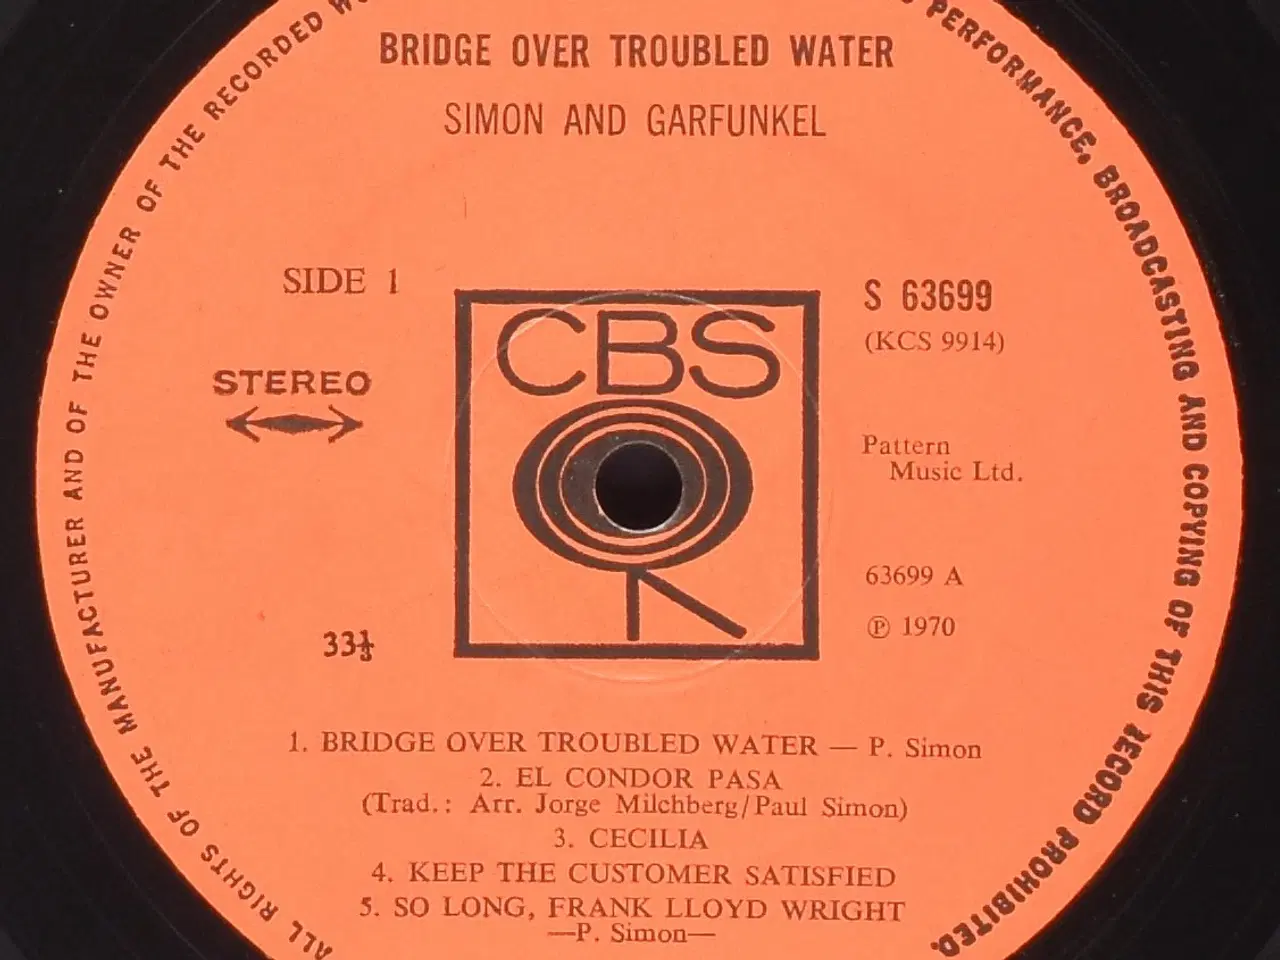 BRIDGE OVER TROUBLED WATER
SIMON AND GARFUNKEL
SIDE 1
STEREO
33⅓
CBS
S 63699
(KCS 9914)
Pattern
Music Ltd.
63699 A
℗ 1970
1. BRIDGE OVER TROUBLED WATER — P. Simon
2. EL CONDOR PASA
(Trad.: Arr. Jorge Milchberg/Paul Simon)
3. CECILIA
4. KEEP THE CUSTOMER SATISFIED
5. SO LONG, FRANK LLOYD WRIGHT
—P. Simon—
ALL RIGHTS OF THE MANUFACTURER AND OF THE OWNER OF THE RECORDED
PERFORMANCE, BROADCASTING AND COPYING OF THIS RECORD PROHIBITED.